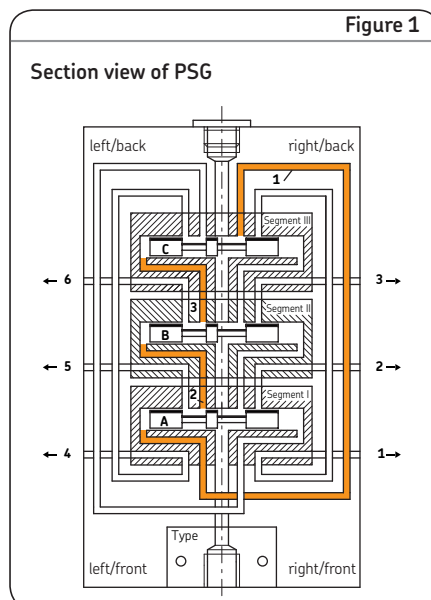 Figure 1
Section view of PSG
left/back
right/back
1
Segment III
C
← 6
3 →
3
Segment II
B
← 5
2 →
2
Segment I
A
← 4
1 →
Type
left/front
right/front